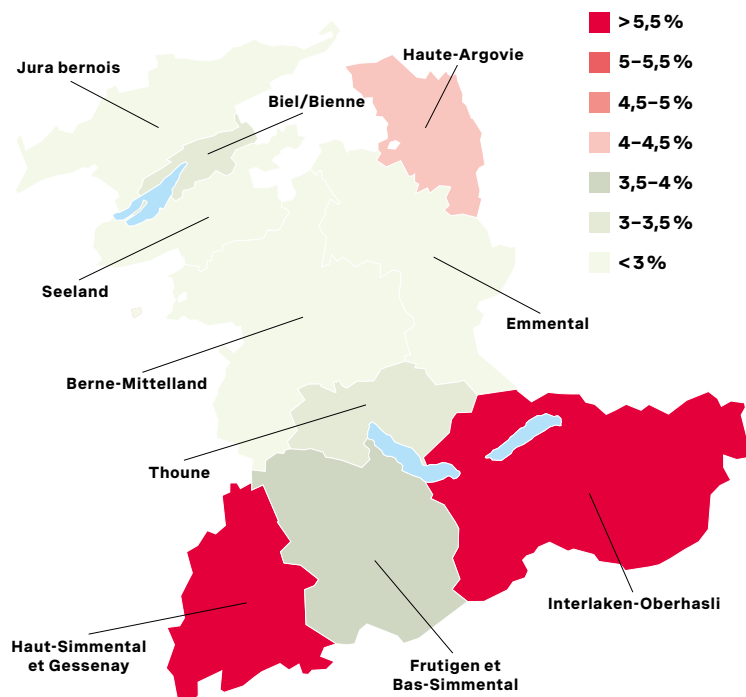 >5,5%
Haute-Argovie
5–5,5%
Jura bernois
4,5–5%
Biel/Bienne
4–4,5%
3,5–4%
3–3,5%
<3%
Seeland
Emmental
Berne-Mittelland
Thoune
Interlaken-Oberhasli
Haut-Simmental
et Gessenay
Frutigen et
Bas-Simmental